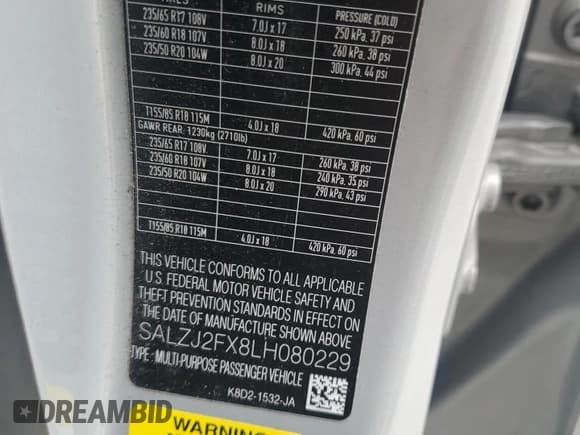 TIRES RIMS PRESSURE (COLD)
235/65 R17 108V 7.0J x 17 250 kPa, 37 psi
235/60 R18 107V 8.0J x 18 260 kPa, 38 psi
235/50 R20 104W 8.0J x 20 300 kPa, 44 psi
T155/85 R18 115M 4.0J x 18 420 kPa, 60 psi
GAWR REAR: 1230kg (2710lb)
235/65 R17 108V 7.0J x 17 260 kPa, 38 psi
235/60 R18 107V 8.0J x 18 240 kPa, 35 psi
235/50 R20 104W 8.0J x 20 290 kPa, 43 psi
T155/85 R18 115M 4.0J x 18 420 kPa, 60 psi
THIS VEHICLE CONFORMS TO ALL APPLICABLE
U.S. FEDERAL MOTOR VEHICLE SAFETY AND
THEFT PREVENTION STANDARDS IN EFFECT ON
THE DATE OF MANUFACTURE SHOWN ABOVE
SALZJ2FX8LH080229
TYPE: MULTI-PURPOSE PASSENGER VEHICLE
K8D2-1532-JA
WARNING
DREAMBID